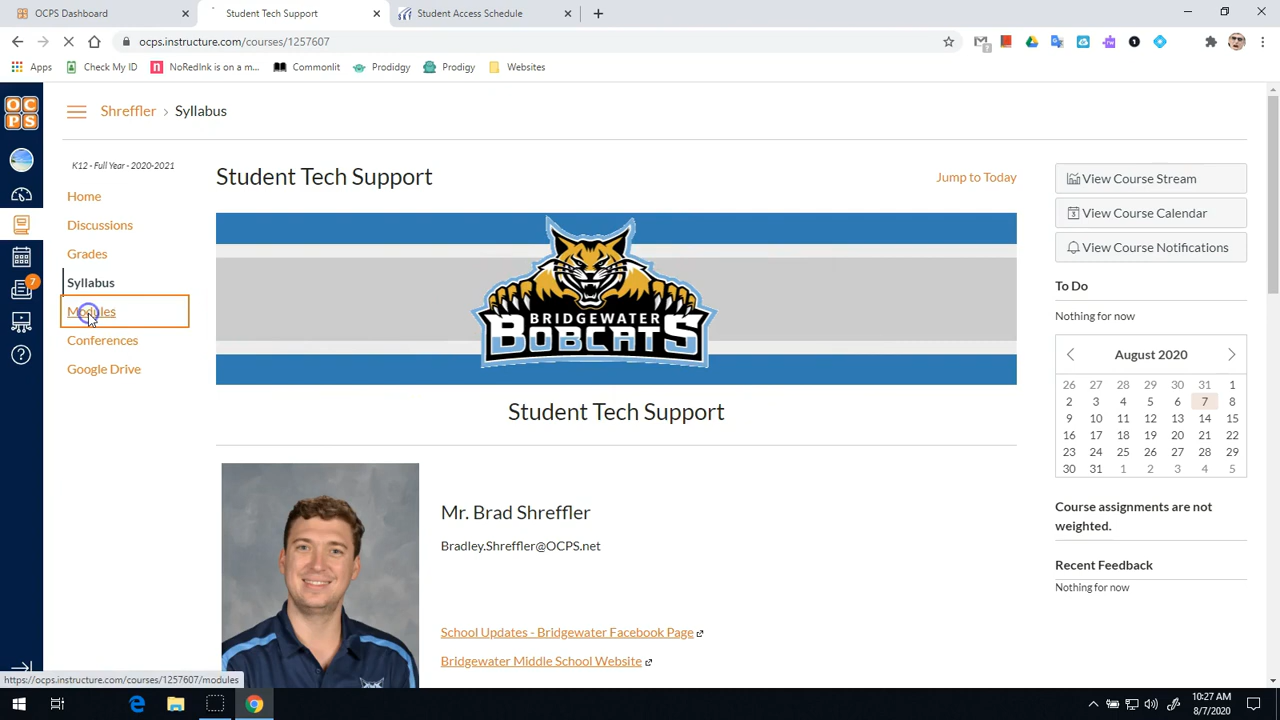 OCPS Dashboard
Student Tech Support
Student Access Schedule
ocps.instructure.com/courses/1257607
Apps
Check My ID
NoRedInk is on a m...
Commonlit
Prodidgy
Prodigy
Websites
OC
PS
Shreffler > Syllabus
K12 - Full Year - 2020-2021
Home
Discussions
Grades
Syllabus
Modules
Conferences
Google Drive
7
Student Tech Support
Jump to Today
BRIDGEWATER
BOBCATS
Student Tech Support
Mr. Brad Shreffler
Bradley.Shreffler@OCPS.net
School Updates - Bridgewater Facebook Page
Bridgewater Middle School Website
View Course Stream
View Course Calendar
View Course Notifications
To Do
Nothing for now
August 2020
26 27 28 29 30 31 1
2 3 4 5 6 7 8
9 10 11 12 13 14 15
16 17 18 19 20 21 22
23 24 25 26 27 28 29
30 31 1 2 3 4 5
Course assignments are not
weighted.
Recent Feedback
Nothing for now
https://ocps.instructure.com/courses/1257607/modules
10:27 AM
8/7/2020